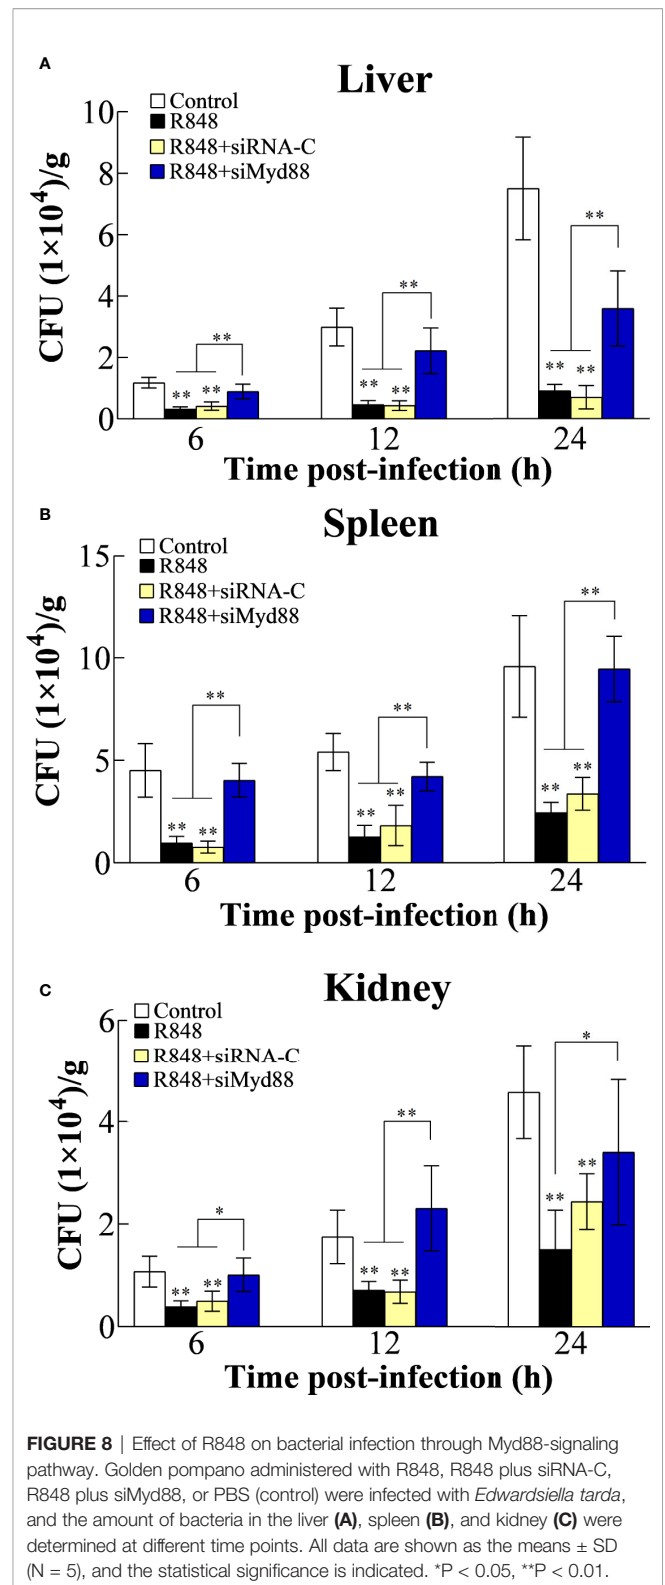 A
Liver
Control
R848
R848+siRNA-C
R848+siMyd88
CFU (1×10⁴)/g
10
8
6
4
2
0
** ** **
** ** **
** ** **
6 12 24
Time post-infection (h)
B
Spleen
Control
R848
R848+siRNA-C
R848+siMyd88
CFU (1×10⁴)/g
15
10
5
0
** ** **
** ** **
** ** **
6 12 24
Time post-infection (h)
C
Kidney
Control
R848
R848+siRNA-C
R848+siMyd88
CFU (1×10⁴)/g
6
4
2
0
** ** *
** ** **
** ** *
6 12 24
Time post-infection (h)
FIGURE 8 | Effect of R848 on bacterial infection through Myd88-signaling
pathway. Golden pompano administered with R848, R848 plus siRNA-C,
R848 plus siMyd88, or PBS (control) were infected with Edwardsiella tarda,
and the amount of bacteria in the liver (A), spleen (B), and kidney (C) were
determined at different time points. All data are shown as the means ± SD
(N = 5), and the statistical significance is indicated. *P < 0.05, **P < 0.01.